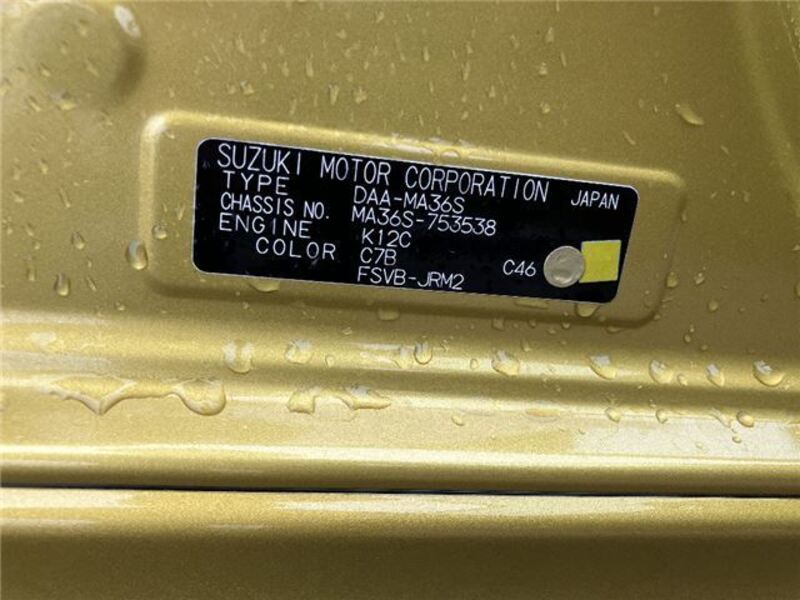 SUZUKI MOTOR CORPORATION JAPAN
TYPE DAA-MA36S
CHASSIS NO. MA36S-753538
ENGINE K12C
COLOR C7B C46
FSVB-JRM2